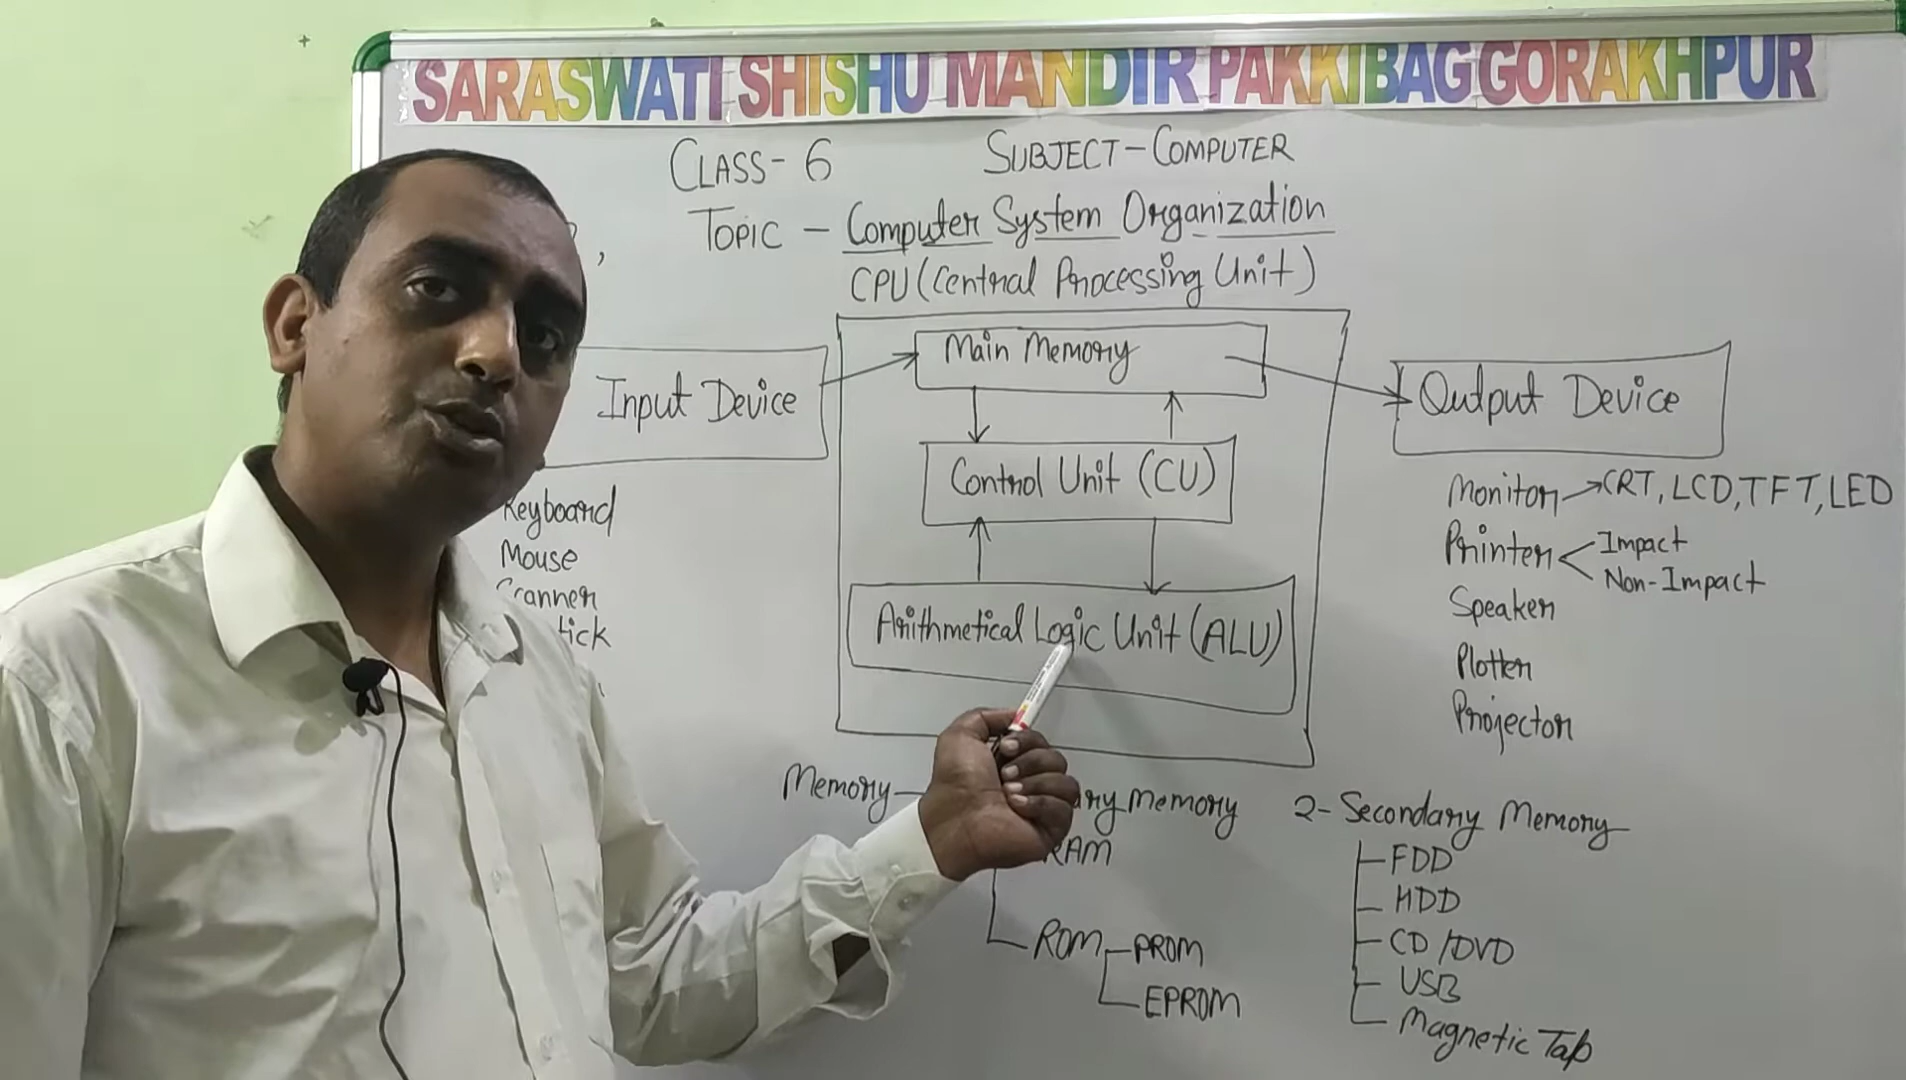 SARASWATI SHISHU MANDIR PAKKIBAG GORAKHPUR
CLASS- 6 SUBJECT-COMPUTER
TOPIC - Computer System Organization
CPU (Central Processing Unit)
Main Memory
Input Device
Output Device
Control Unit (CU)
Arithmetical Logic Unit (ALU)
Keyboard
Mouse
Scanner
Monitor → CRT, LCD, TFT, LED
Printer
Impact
Non-Impact
Speaker
Plotter
Projector
Memory Memory
RAM
ROM PROM
EPROM
2- Secondary Memory
FDD
HDD
CD/DVD
USB
Magnetic Tap